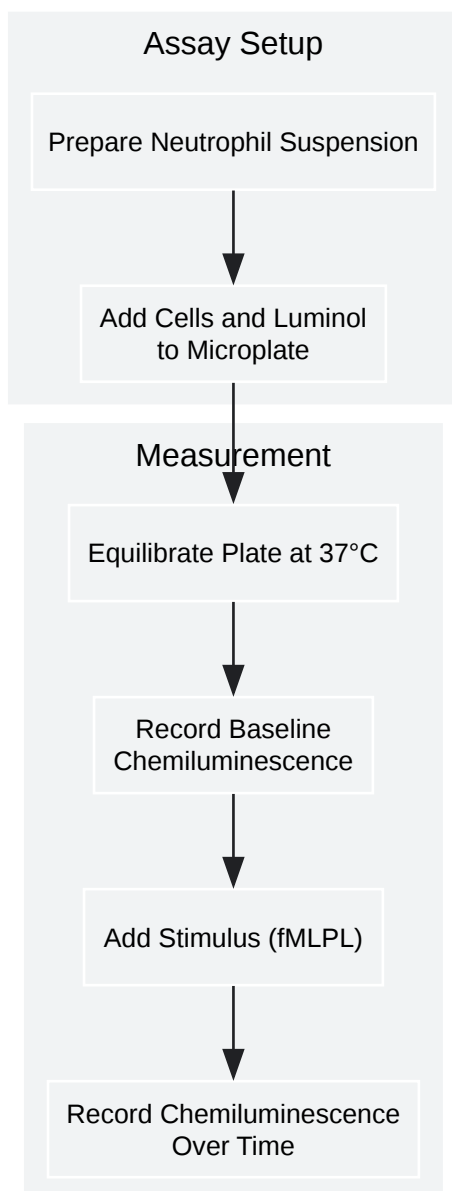 Assay Setup
Prepare Neutrophil Suspension
Add Cells and Luminol
to Microplate
Measurement
Equilibrate Plate at 37°C
Record Baseline
Chemiluminescence
Add Stimulus (fMLPL)
Record Chemiluminescence
Over Time